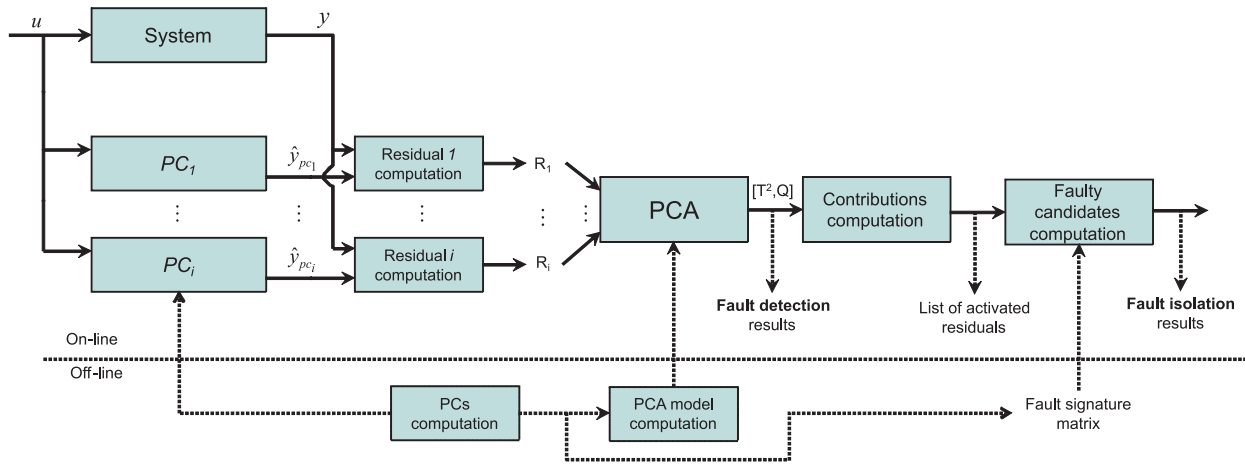 u
y
System
PC1
ŷpc1
Residual 1
computation
R1
⋮
⋮
⋮
⋮
⋮
PCi
ŷpci
Residual i
computation
Ri
PCA
[T²,Q]
Contributions
computation
Faulty
candidates
computation
Fault detection
results
List of activated
residuals
Fault isolation
results
On-line
Off-line
PCs
computation
PCA model
computation
Fault signature
matrix